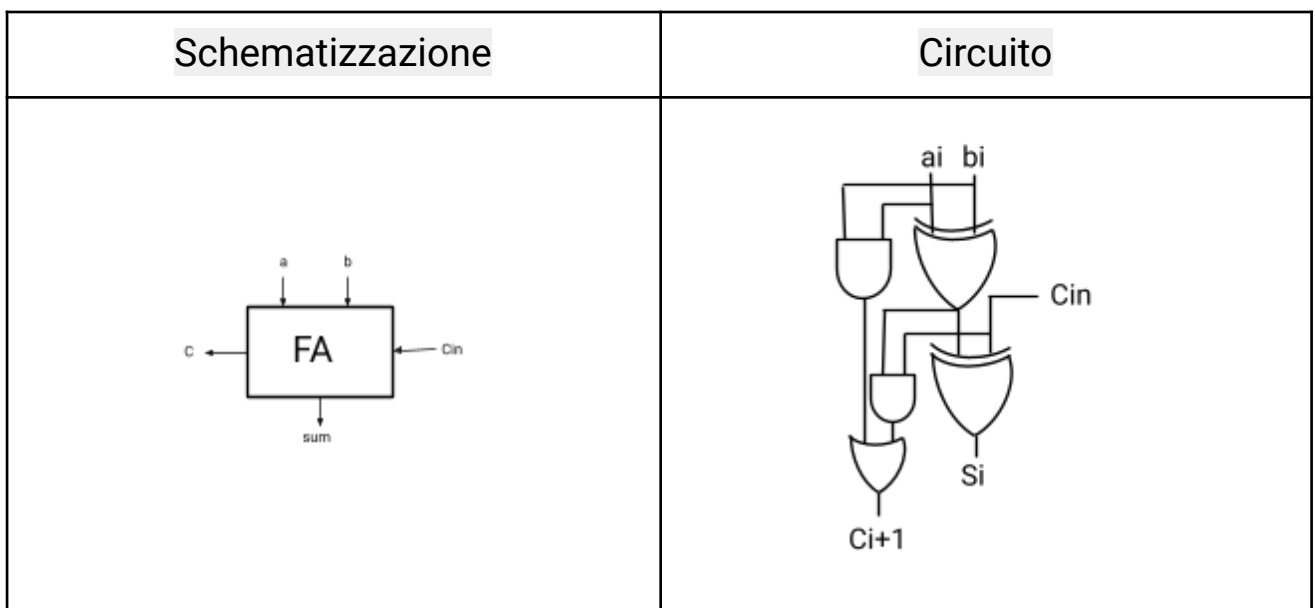 Schematizzazione
Circuito
a b
FA
C
Cin
sum
ai bi
Cin
Si
Ci+1